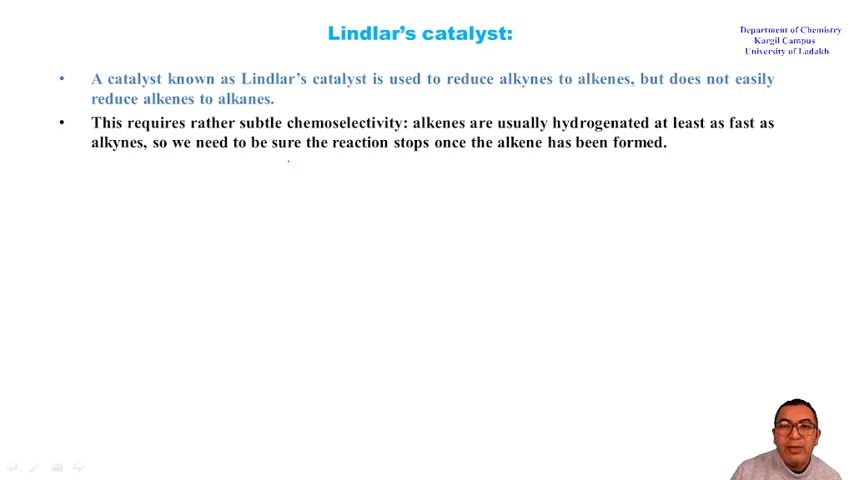 Lindlar's catalyst:
Department of Chemistry
Kargil Campus
University of Ladakh
• A catalyst known as Lindlar's catalyst is used to reduce alkynes to alkenes, but does not easily
reduce alkenes to alkanes.
• This requires rather subtle chemoselectivity: alkenes are usually hydrogenated at least as fast as
alkynes, so we need to be sure the reaction stops once the alkene has been formed.